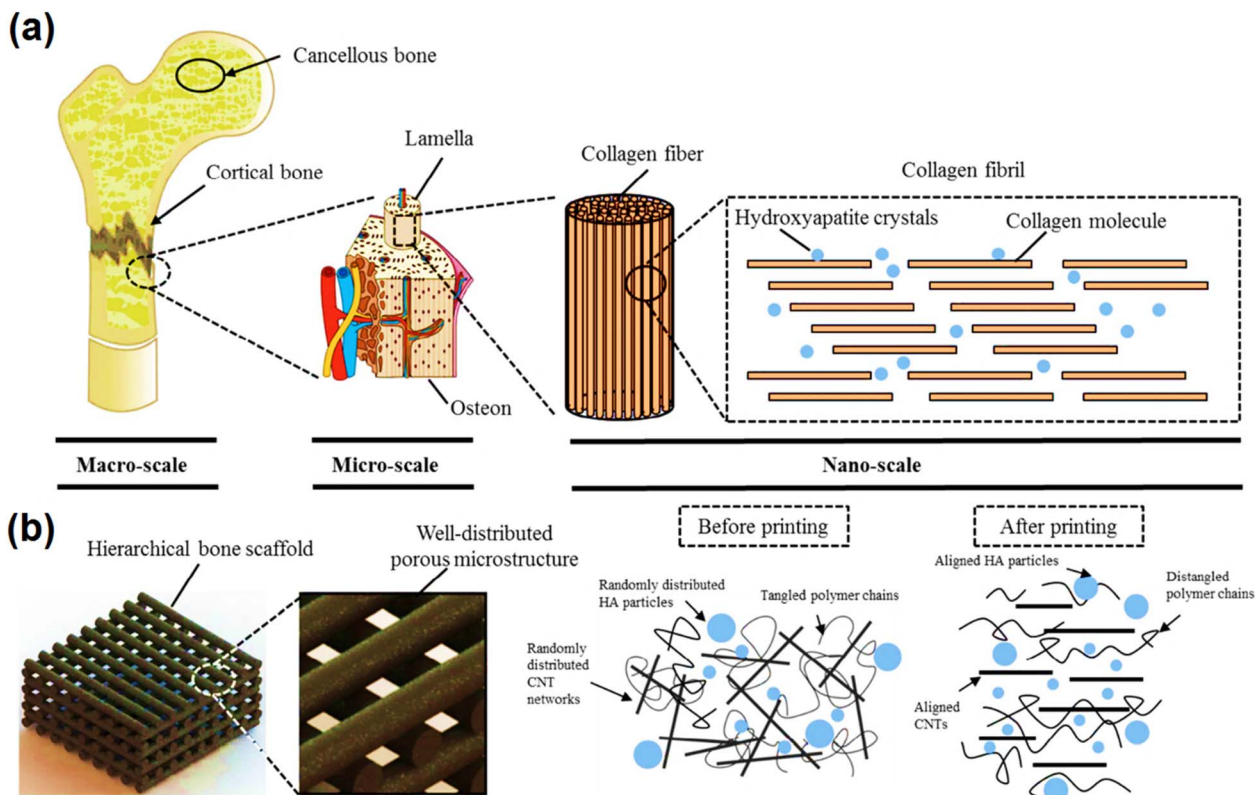 (a)
Cancellous bone
Cortical bone
Lamella
Osteon
Collagen fiber
Collagen fibril
Hydroxyapatite crystals
Collagen molecule
Macro-scale
Micro-scale
Nano-scale
(b)
Hierarchical bone scaffold
Well-distributed
porous microstructure
Before printing
Randomly distributed
HA particles
Tangled polymer chains
Randomly
distributed
CNT
networks
After printing
Aligned HA particles
Distangled
polymer chains
Aligned
CNTs